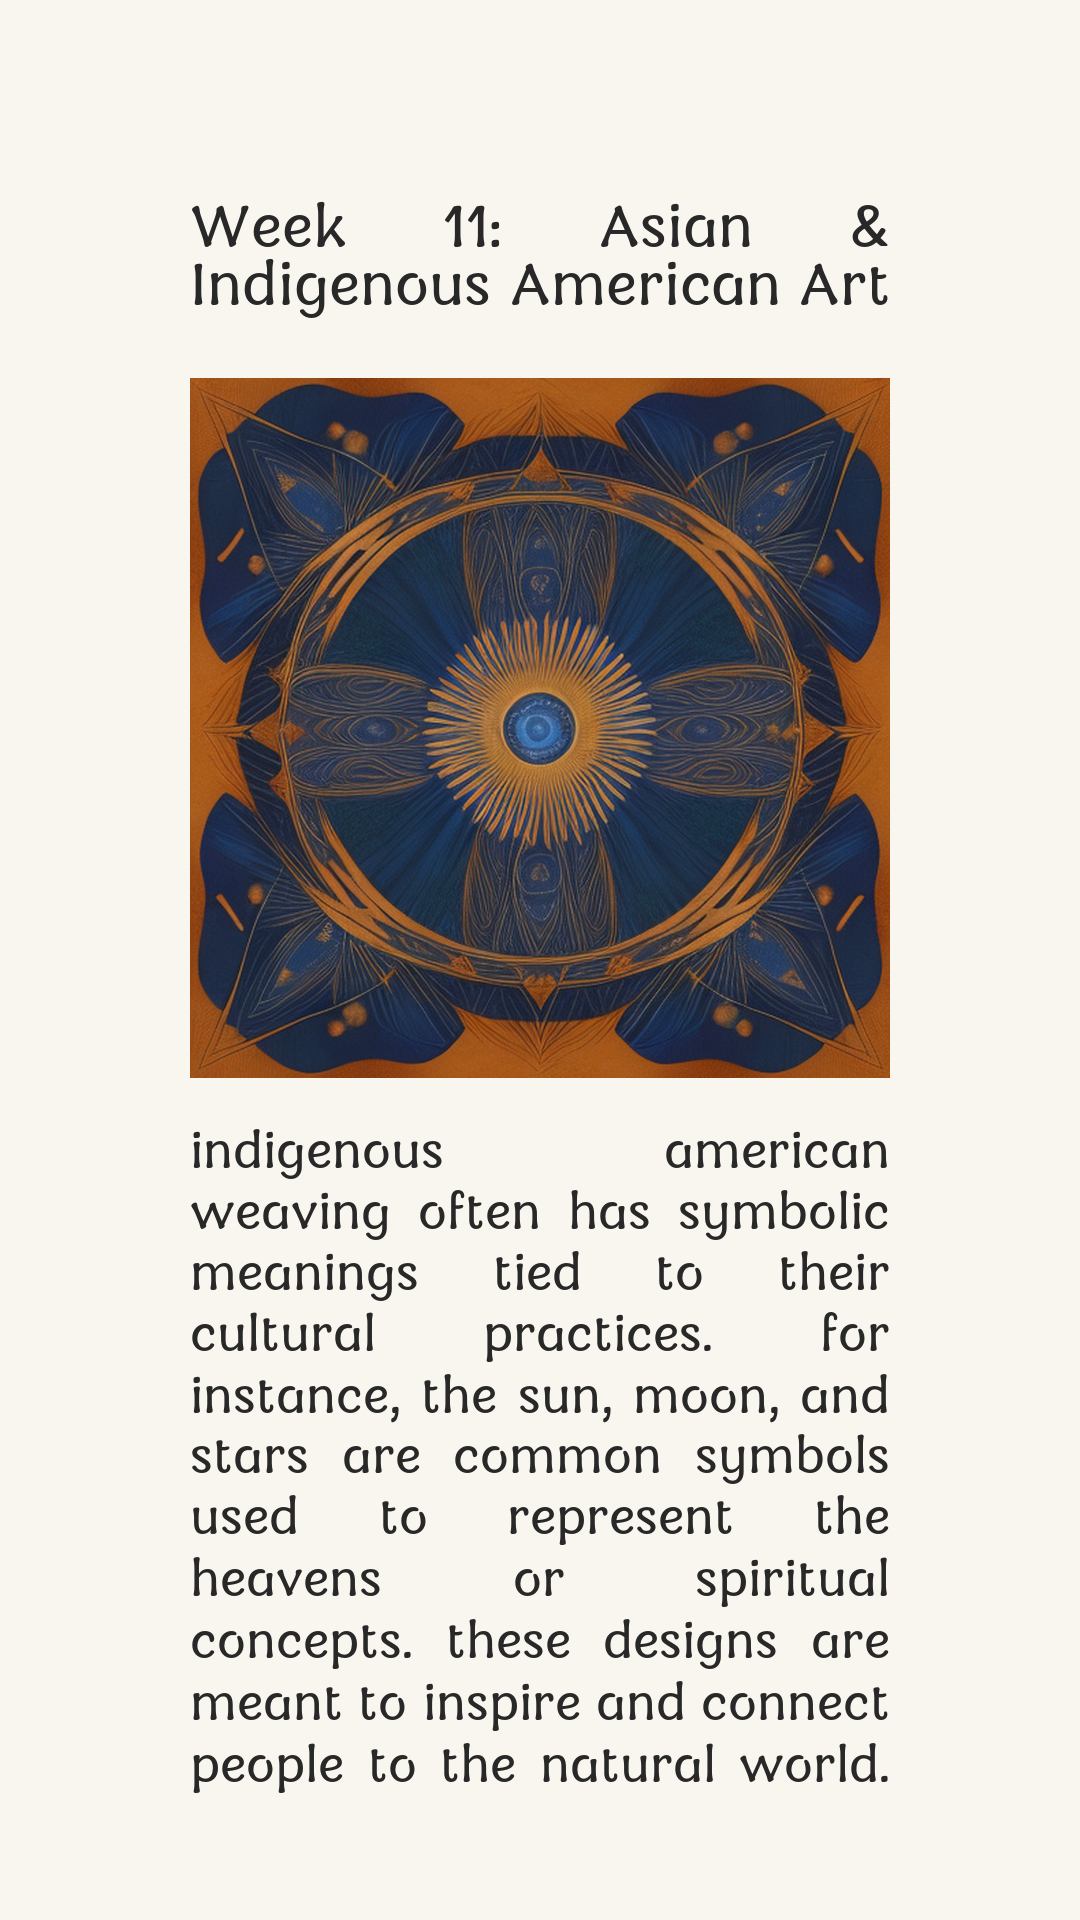 Week 11: Asian &
Indigenous American Art
indigenous american
weaving often has symbolic
meanings tied to their
cultural practices. for
instance, the sun, moon, and
stars are common symbols
used to represent the
heavens or spiritual
concepts. these designs are
meant to inspire and connect
people to the natural world.